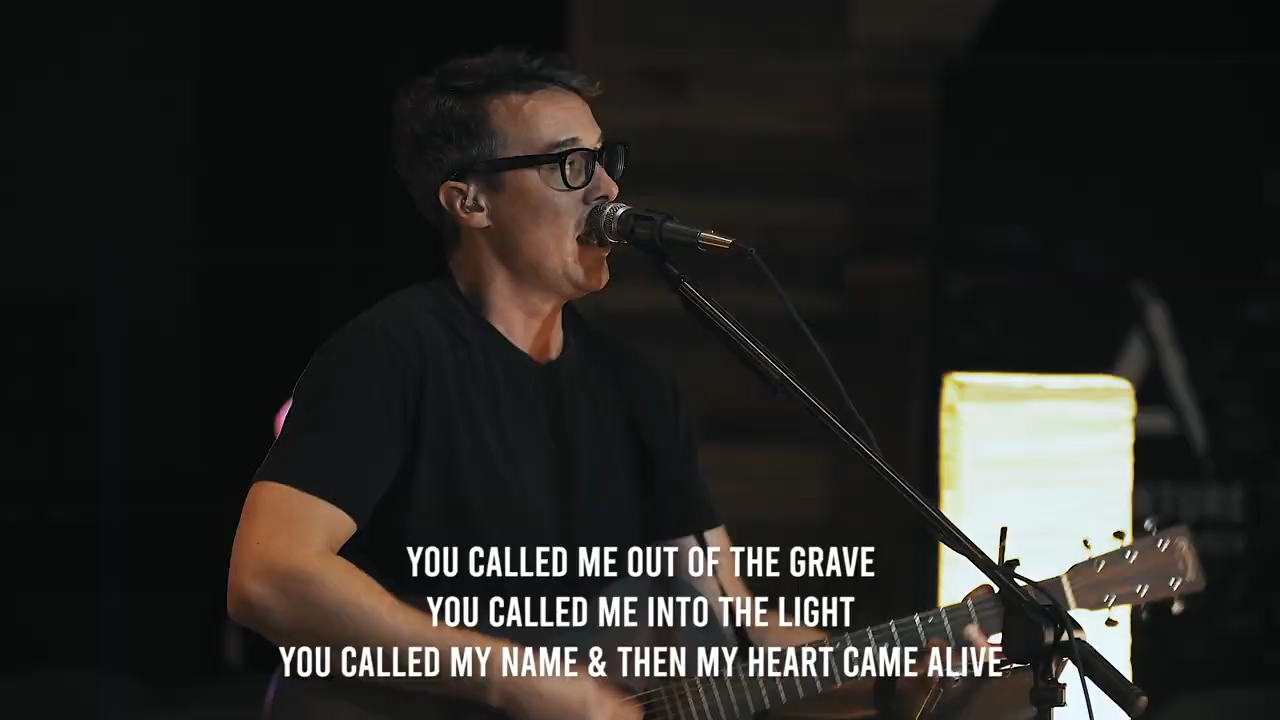 YOU CALLED ME OUT OF THE GRAVE
YOU CALLED ME INTO THE LIGHT
YOU CALLED MY NAME & THEN MY HEART CAME ALIVE